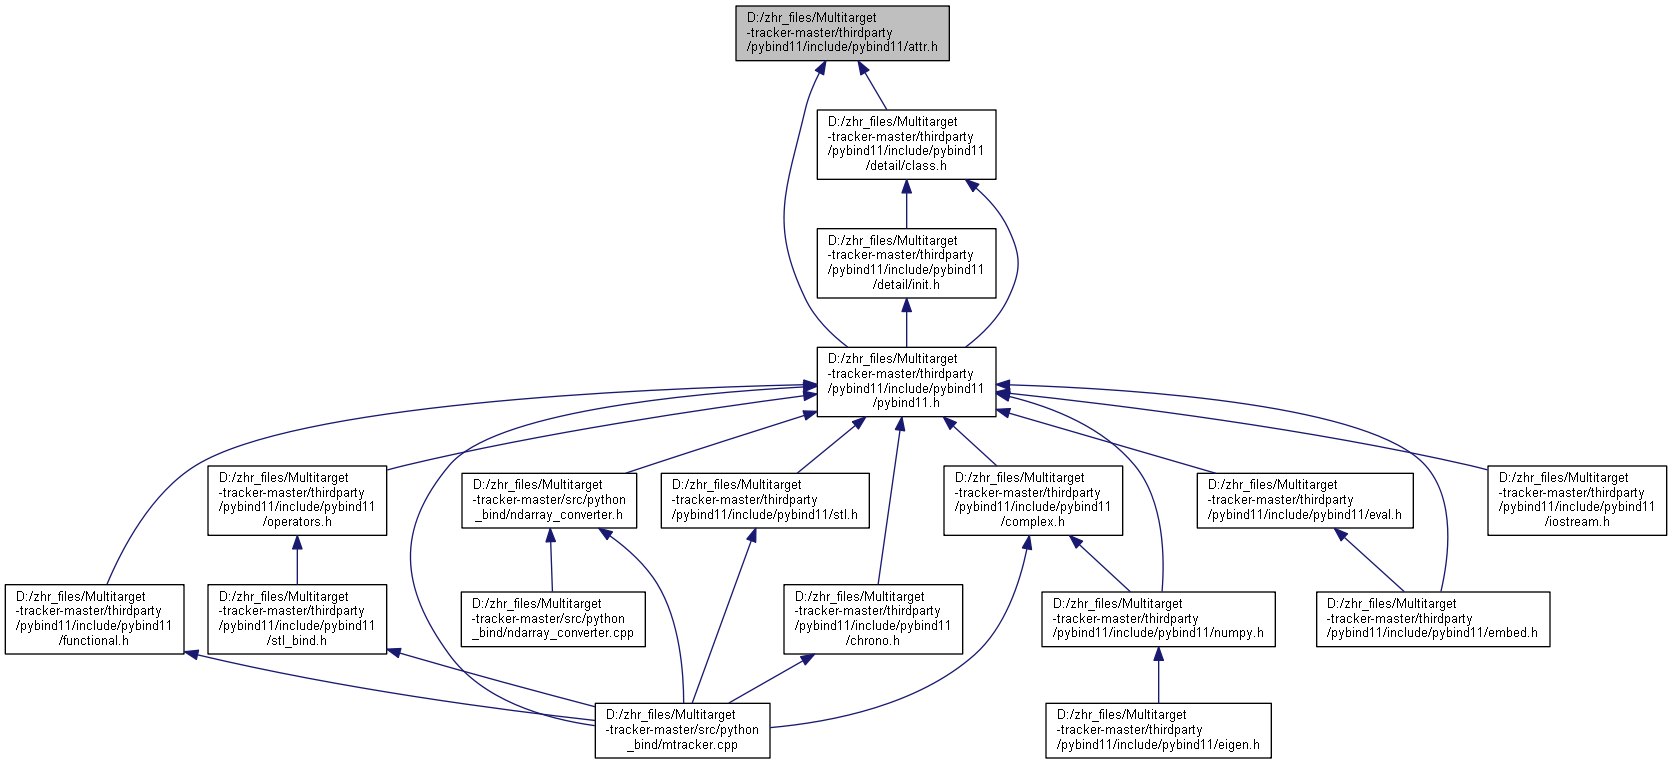 D:/zhr_files/Multitarget
-tracker-master/thirdparty
/pybind11/include/pybind11/attr.h
D:/zhr_files/Multitarget
-tracker-master/thirdparty
/pybind11/include/pybind11
/detail/class.h
D:/zhr_files/Multitarget
-tracker-master/thirdparty
/pybind11/include/pybind11
/detail/init.h
D:/zhr_files/Multitarget
-tracker-master/thirdparty
/pybind11/include/pybind11
/pybind11.h
D:/zhr_files/Multitarget
-tracker-master/thirdparty
/pybind11/include/pybind11
/operators.h
D:/zhr_files/Multitarget
-tracker-master/src/python
_bind/ndarray_converter.h
D:/zhr_files/Multitarget
-tracker-master/thirdparty
/pybind11/include/pybind11/stl.h
D:/zhr_files/Multitarget
-tracker-master/thirdparty
/pybind11/include/pybind11
/complex.h
D:/zhr_files/Multitarget
-tracker-master/thirdparty
/pybind11/include/pybind11/eval.h
D:/zhr_files/Multitarget
-tracker-master/thirdparty
/pybind11/include/pybind11
/iostream.h
D:/zhr_files/Multitarget
-tracker-master/thirdparty
/pybind11/include/pybind11
/functional.h
D:/zhr_files/Multitarget
-tracker-master/thirdparty
/pybind11/include/pybind11
/stl_bind.h
D:/zhr_files/Multitarget
-tracker-master/src/python
_bind/ndarray_converter.cpp
D:/zhr_files/Multitarget
-tracker-master/thirdparty
/pybind11/include/pybind11
/chrono.h
D:/zhr_files/Multitarget
-tracker-master/thirdparty
/pybind11/include/pybind11/numpy.h
D:/zhr_files/Multitarget
-tracker-master/thirdparty
/pybind11/include/pybind11/embed.h
D:/zhr_files/Multitarget
-tracker-master/src/python
_bind/mtracker.cpp
D:/zhr_files/Multitarget
-tracker-master/thirdparty
/pybind11/include/pybind11/eigen.h